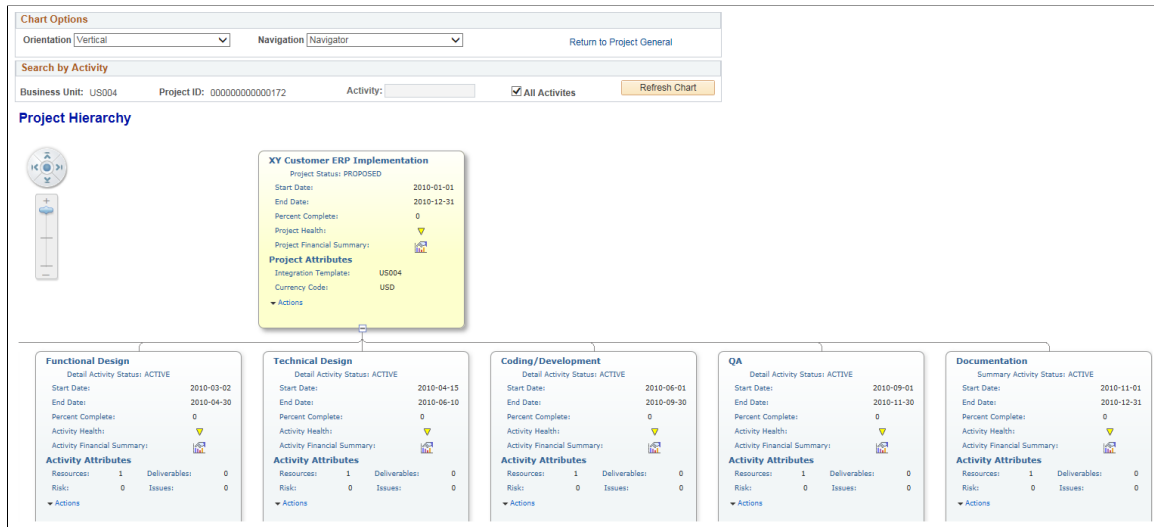 Chart Options
Orientation Vertical Navigation Navigator Return to Project General
Search by Activity
Business Unit: US004 Project ID: 000000000000172 Activity: All Activites Refresh Chart
Project Hierarchy
XY Customer ERP Implementation
Project Status: PROPOSED
Start Date: 2010-01-01
End Date: 2010-12-31
Percent Complete: 0
Project Health:
Project Financial Summary:
Project Attributes
Integration Template: US004
Currency Code: USD
Actions
Functional Design
Detail Activity Status: ACTIVE
Start Date: 2010-03-02
End Date: 2010-04-30
Percent Complete: 0
Activity Health:
Activity Financial Summary:
Activity Attributes
Resources: 1 Deliverables: 0
Risk: 0 Issues: 0
Actions
Technical Design
Detail Activity Status: ACTIVE
Start Date: 2010-04-15
End Date: 2010-06-10
Percent Complete: 0
Activity Health:
Activity Financial Summary:
Activity Attributes
Resources: 1 Deliverables: 0
Risk: 0 Issues: 0
Actions
Coding/Development
Detail Activity Status: ACTIVE
Start Date: 2010-06-01
End Date: 2010-09-30
Percent Complete: 0
Activity Health:
Activity Financial Summary:
Activity Attributes
Resources: 1 Deliverables: 0
Risk: 0 Issues: 0
Actions
QA
Detail Activity Status: ACTIVE
Start Date: 2010-09-01
End Date: 2010-11-30
Percent Complete: 0
Activity Health:
Activity Financial Summary:
Activity Attributes
Resources: 1 Deliverables: 0
Risk: 0 Issues: 0
Actions
Documentation
Summary Activity Status: ACTIVE
Start Date: 2010-11-01
End Date: 2010-12-31
Percent Complete: 0
Activity Health:
Activity Financial Summary:
Activity Attributes
Resources: 1 Deliverables: 0
Risk: 0 Issues: 0
Actions